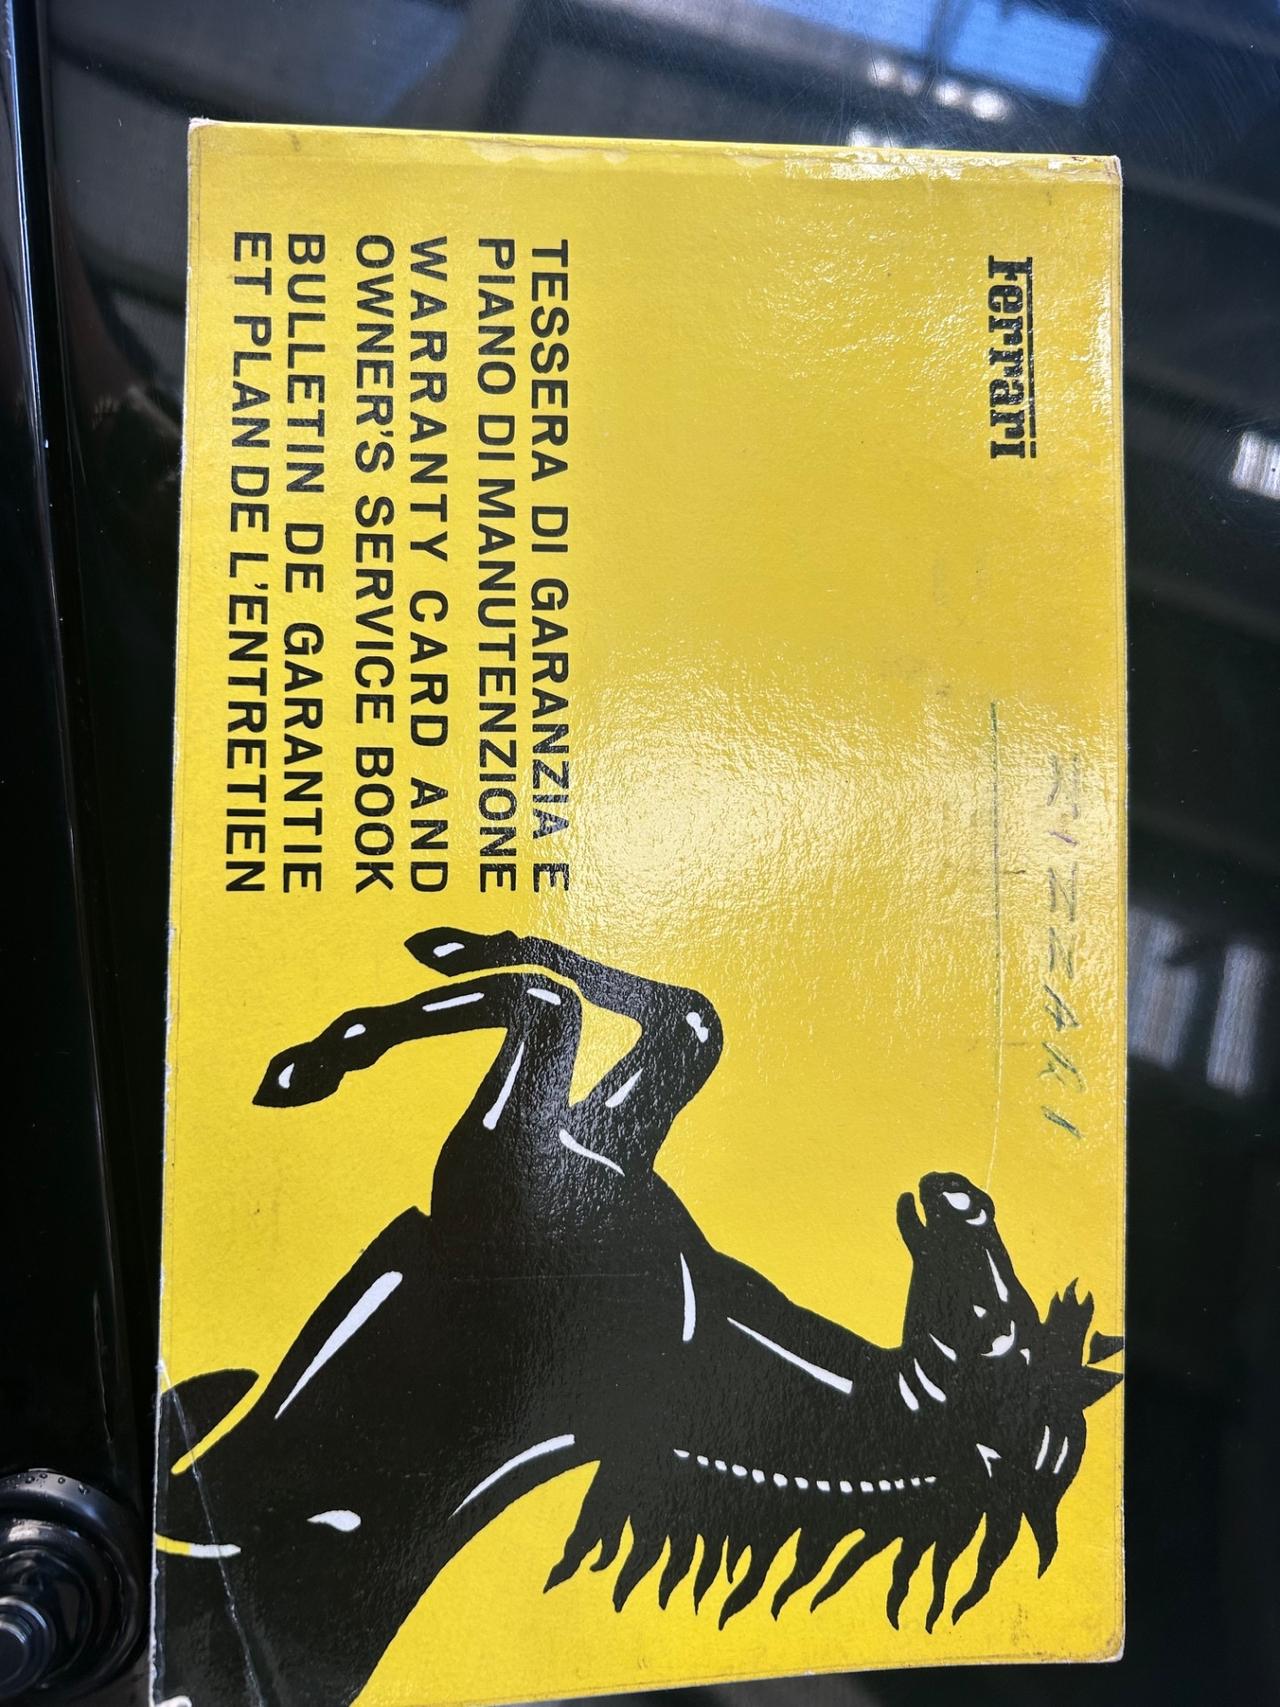 Ferrari
RIZZARI
TESSERA DI GARANZIA E
PIANO DI MANUTENZIONE
WARRANTY CARD AND
OWNER'S SERVICE BOOK
BULLETIN DE GARANTIE
ET PLAN DE L'ENTRETIEN